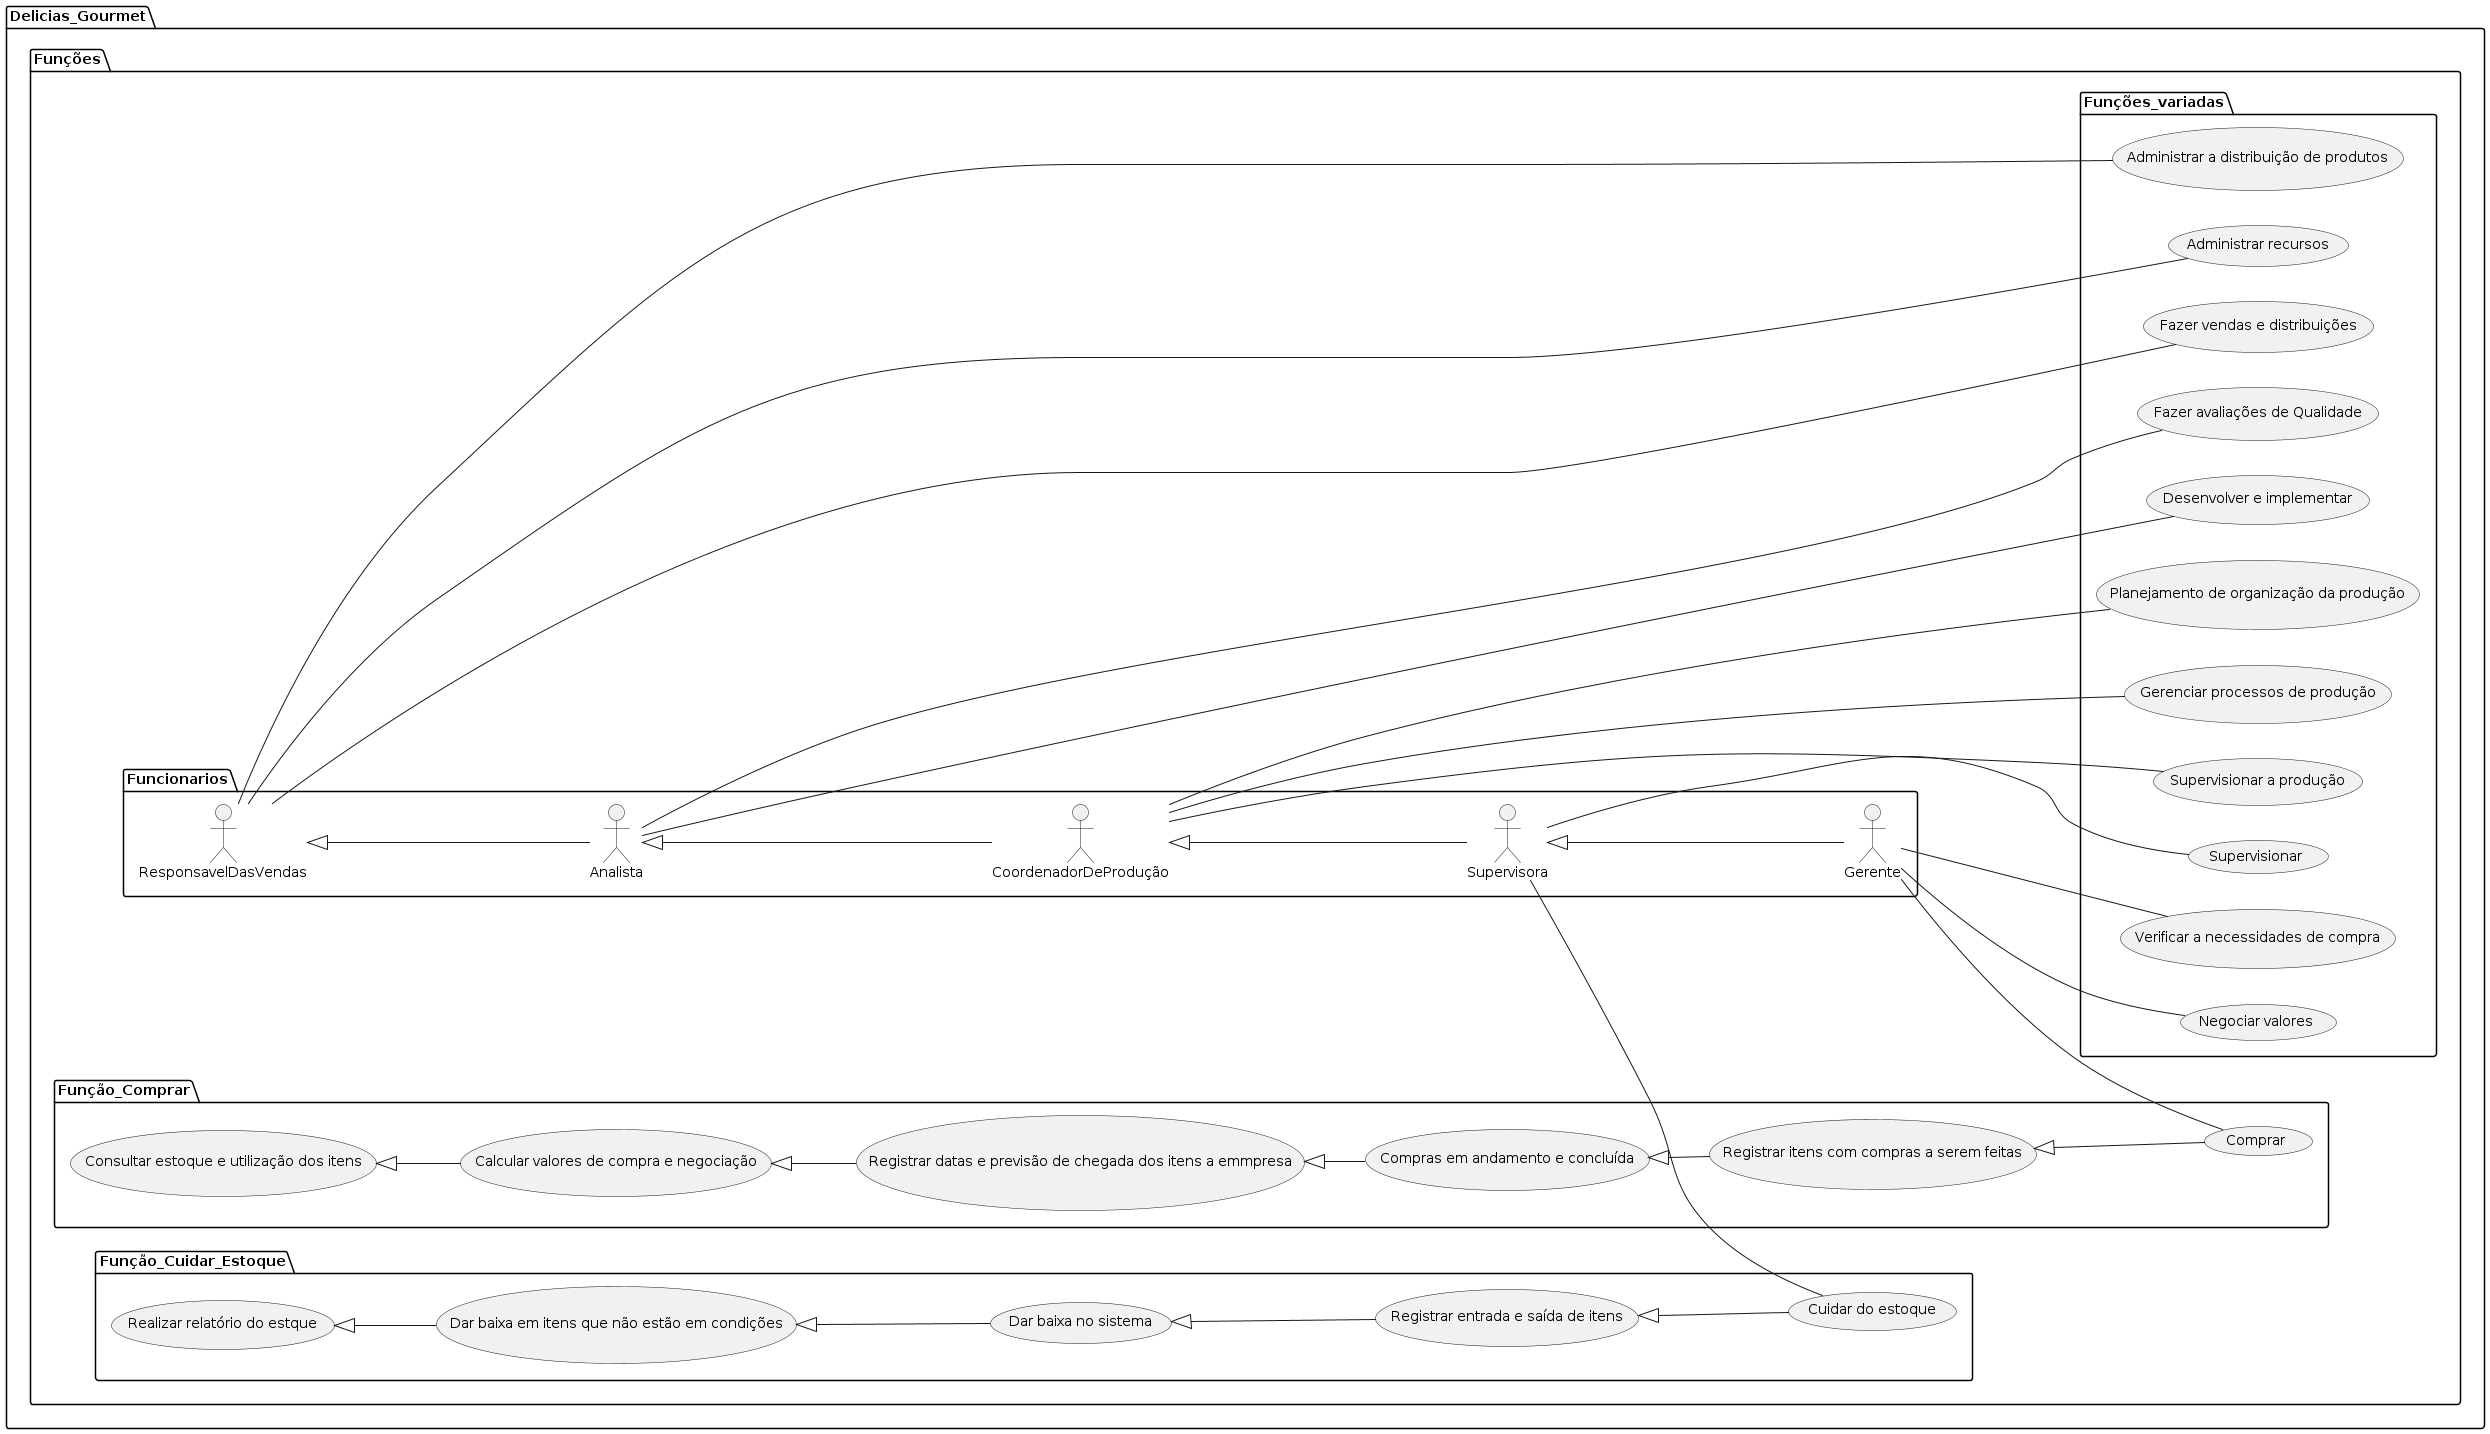 Delicias_Gourmet
Funções
Funções_variadas
Administrar a distribuição de produtos
Administrar recursos
Fazer vendas e distribuições
Fazer avaliações de Qualidade
Desenvolver e implementar
Planejamento de organização da produção
Gerenciar processos de produção
Supervisionar a produção
Supervisionar
Verificar a necessidades de compra
Negociar valores
Funcionarios
ResponsavelDasVendas
Analista
CoordenadorDeProdução
Supervisora
Gerente
Função_Comprar
Consultar estoque e utilização dos itens
Calcular valores de compra e negociação
Registrar datas e previsão de chegada dos itens a emmpresa
Compras em andamento e concluída
Registrar itens com compras a serem feitas
Comprar
Função_Cuidar_Estoque
Realizar relatório do estque
Dar baixa em itens que não estão em condições
Dar baixa no sistema
Registrar entrada e saída de itens
Cuidar do estoque